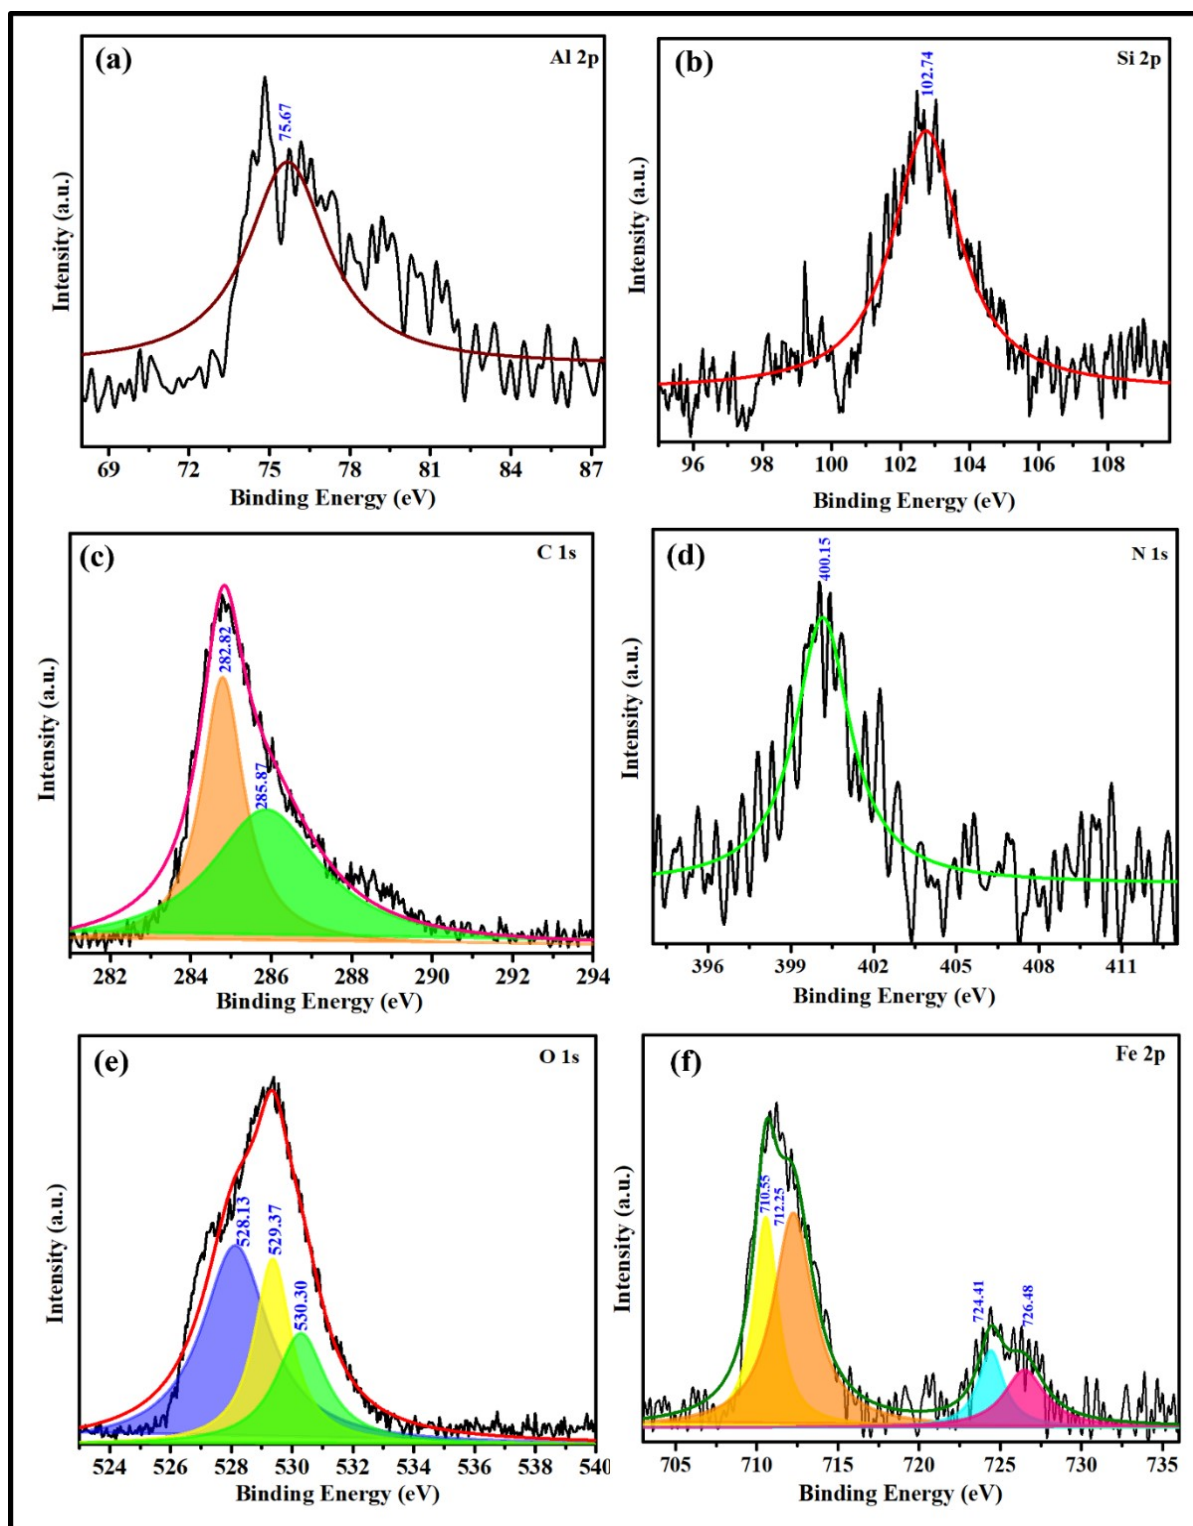 (a)
Al 2p
75.67
Intensity (a.u.)
69 72 75 78 81 84 87
Binding Energy (eV)
(b)
Si 2p
102.74
Intensity (a.u.)
96 98 100 102 104 106 108
Binding Energy (eV)
(c)
C 1s
282.82
285.87
Intensity (a.u.)
282 284 286 288 290 292 294
Binding Energy (eV)
(d)
N 1s
400.15
Intensity (a.u.)
396 399 402 405 408 411
Binding Energy (eV)
(e)
O 1s
528.13
529.37
530.30
Intensity (a.u.)
524 526 528 530 532 534 536 538 540
Binding Energy (eV)
(f)
Fe 2p
710.55
712.25
724.41
726.48
Intensity (a.u.)
705 710 715 720 725 730 735
Binding Energy (eV)